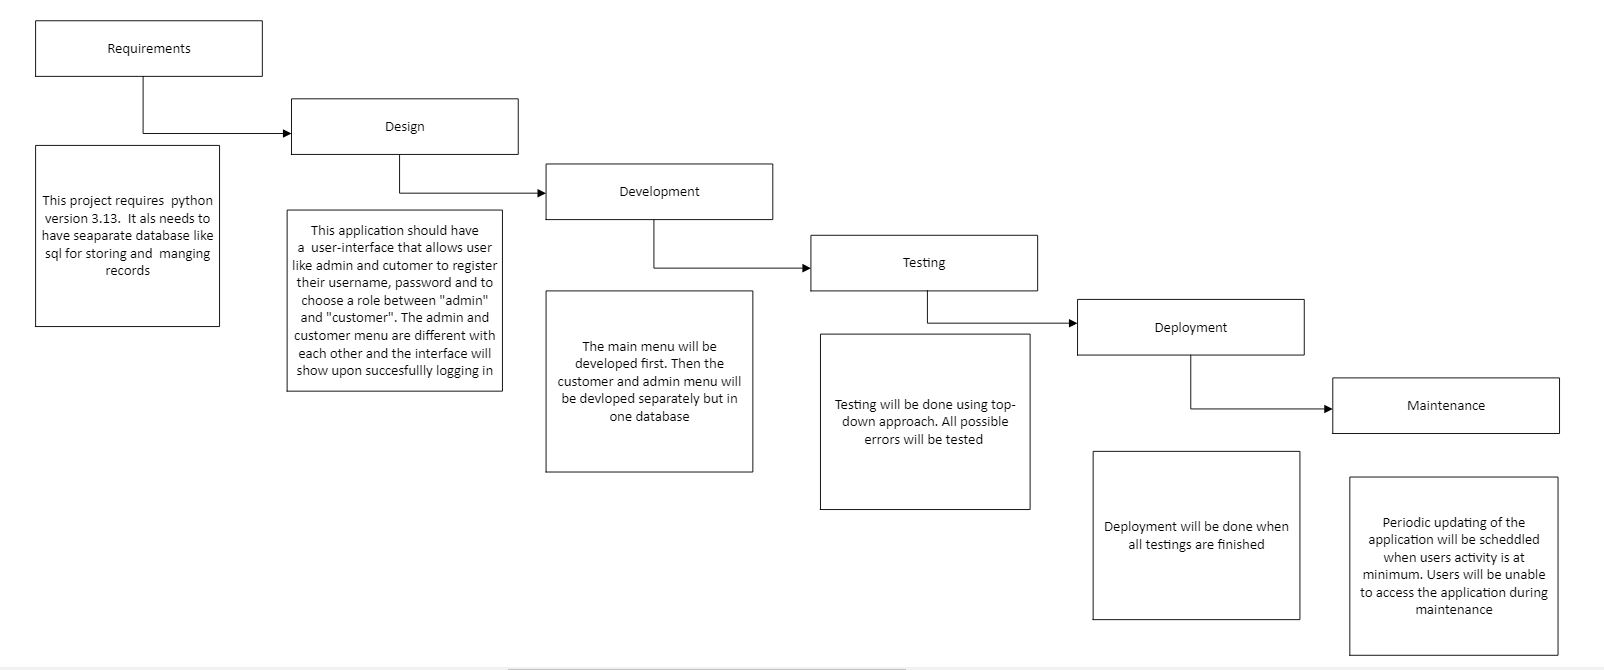 Requirements
This project requires  python
version 3.13.  It als needs to
have seaparate database like
sql for storing and  manging
records
Design
This application should have
a  user-interface that allows user
like admin and cutomer to register
their username, password and to
choose a role between "admin"
and "customer". The admin and
customer menu are different with
each other and the interface will
show upon succesfullly logging in
Development
The main menu will be
developed first. Then the
customer and admin menu will
be devloped separately but in
one database
Testing
Testing will be done using top-
down approach. All possible
errors will be tested
Deployment
Deployment will be done when
all testings are finished
Maintenance
Periodic updating of the
application will be scheddled
when users activity is at
minimum. Users will be unable
to access the application during
maintenance